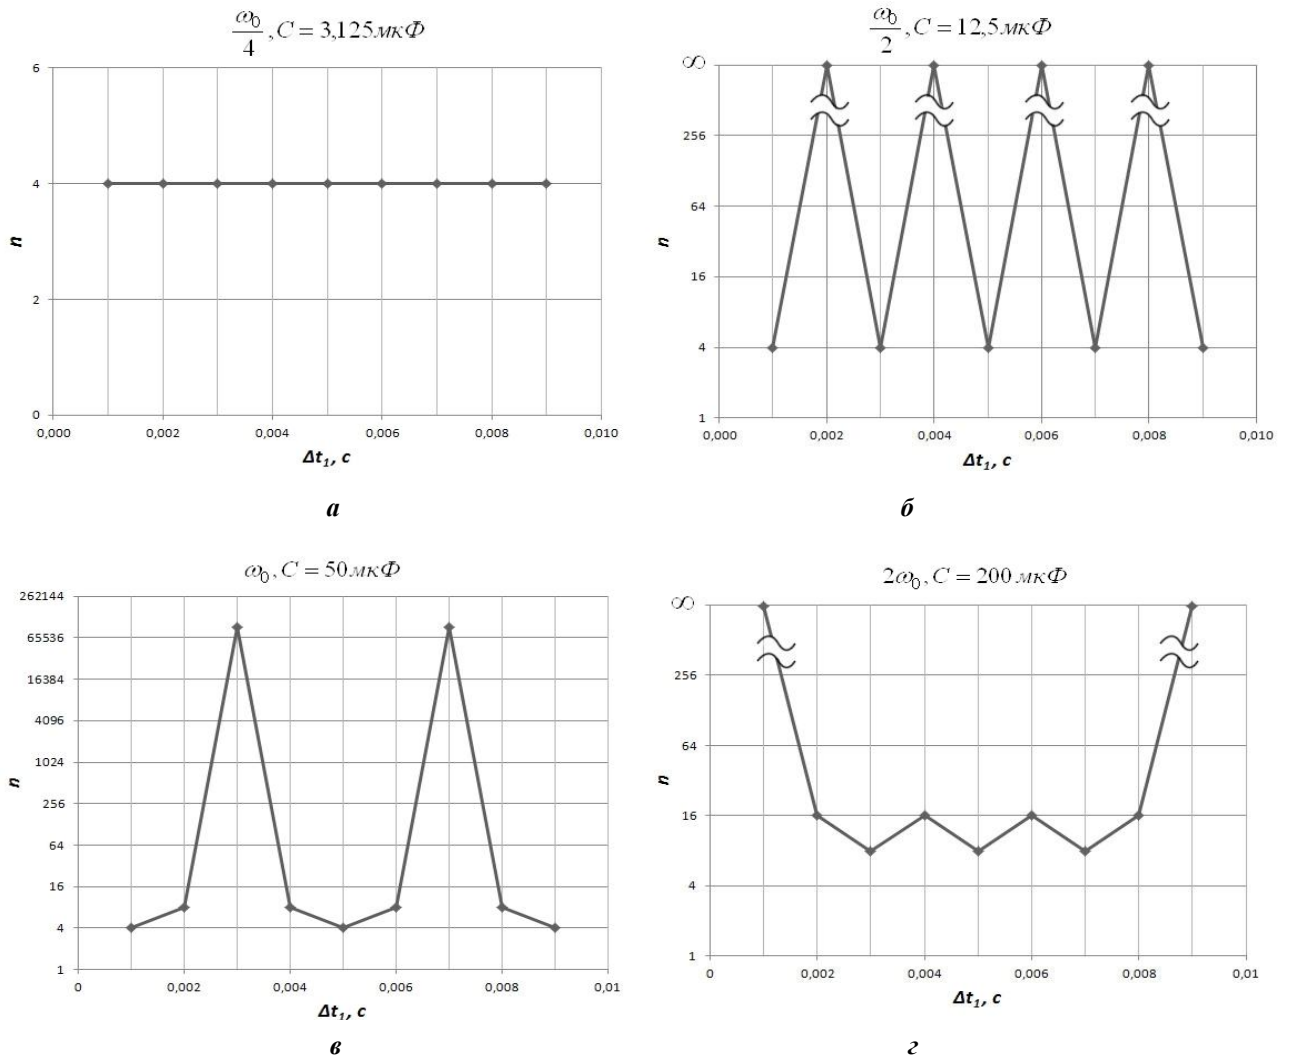 ω₀/4, C = 3,125 мкФ
6
4
2
0
0,000 0,002 0,004 0,006 0,008 0,010
n
Δt₁, c
а
ω₀/2, C = 12,5 мкФ
∞
256
64
16
4
1
0,000 0,002 0,004 0,006 0,008 0,010
n
Δt₁, c
б
ω₀, C = 50 мкФ
262144
65536
16384
4096
1024
256
64
16
4
1
0 0,002 0,004 0,006 0,008 0,01
n
Δt₁, c
в
2ω₀, C = 200 мкФ
∞
256
64
16
4
1
0 0,002 0,004 0,006 0,008 0,01
n
Δt₁, c
г